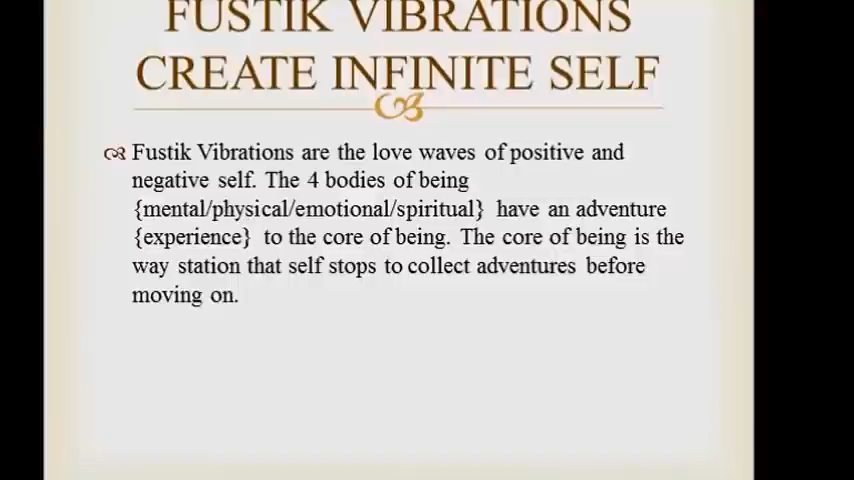 FUSTIK VIBRATIONS
CREATE INFINITE SELF
Fustik Vibrations are the love waves of positive and
negative self. The 4 bodies of being
{mental/physical/emotional/spiritual} have an adventure
{experience} to the core of being. The core of being is the
way station that self stops to collect adventures before
moving on.